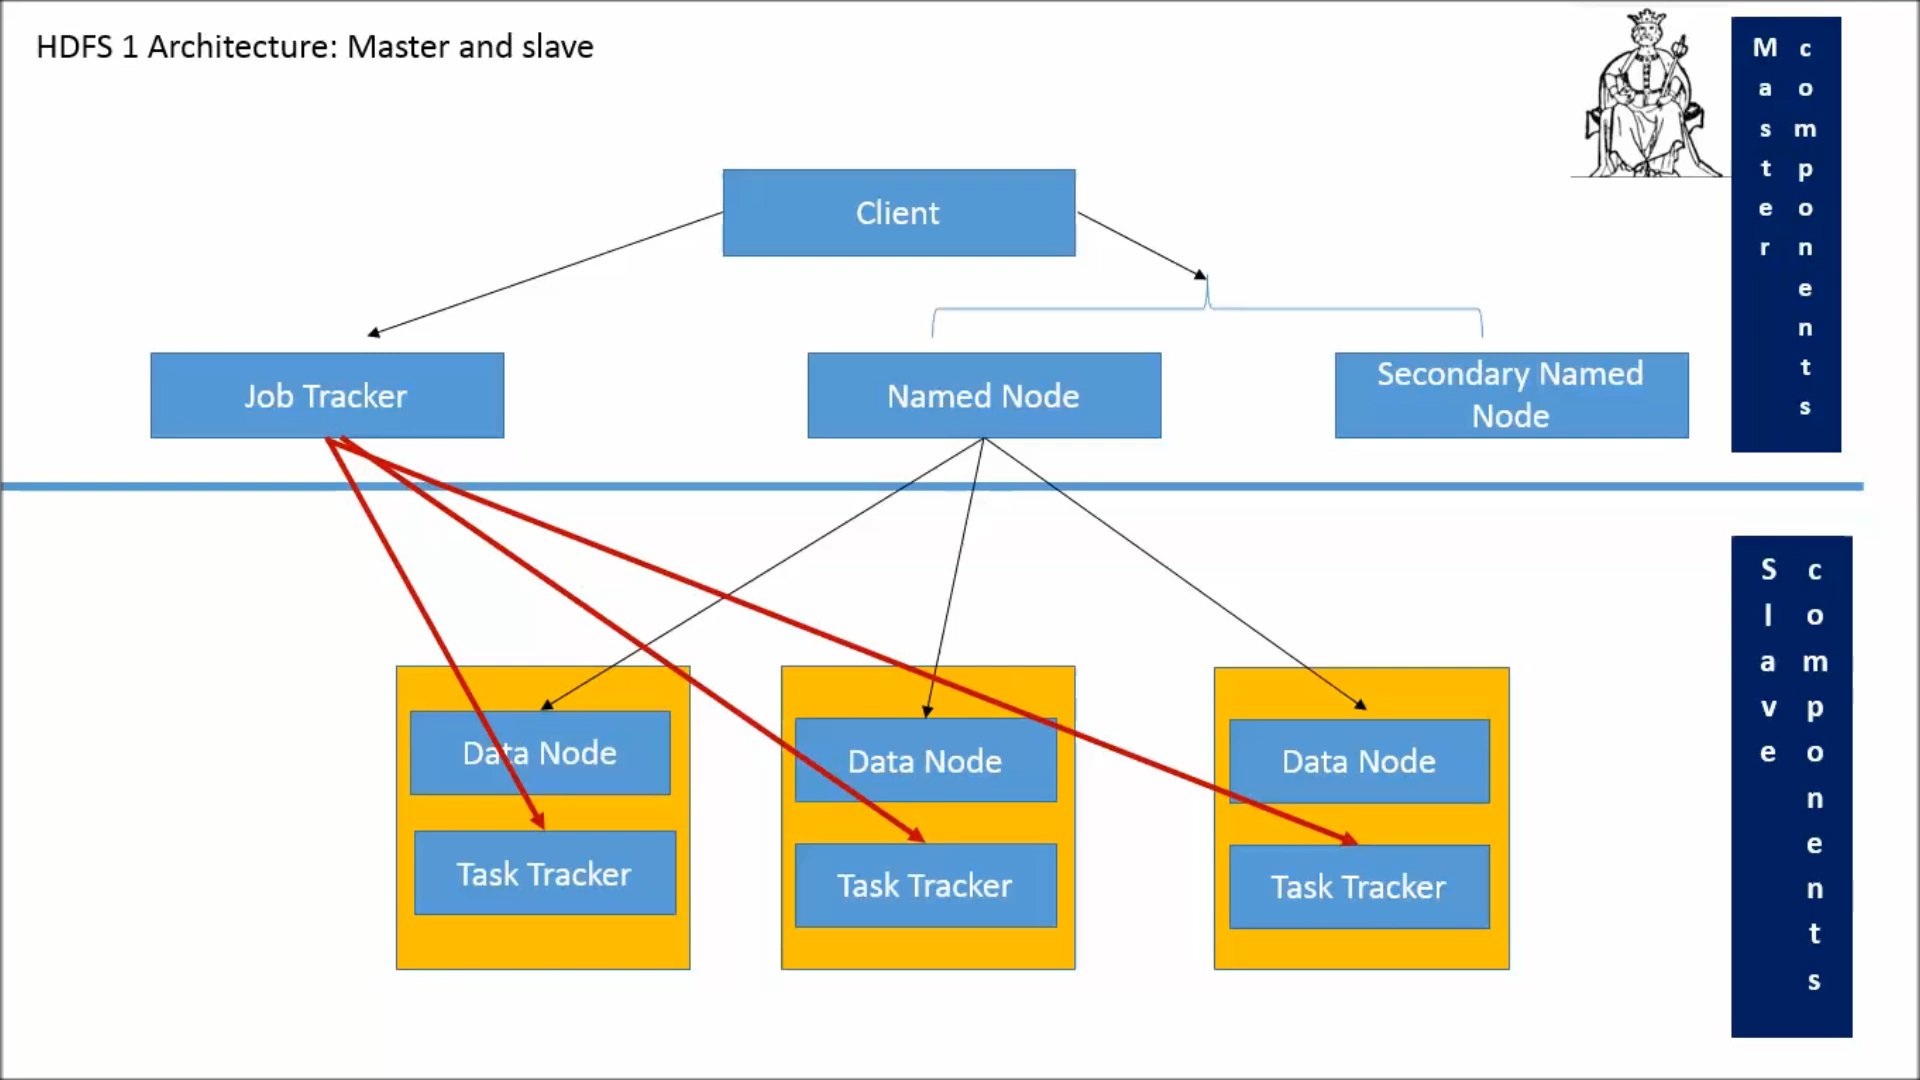 HDFS 1 Architecture: Master and slave
Master components
Client
Job Tracker
Named Node
Secondary Named
Node
Slave components
Data Node
Data Node
Data Node
Task Tracker
Task Tracker
Task Tracker